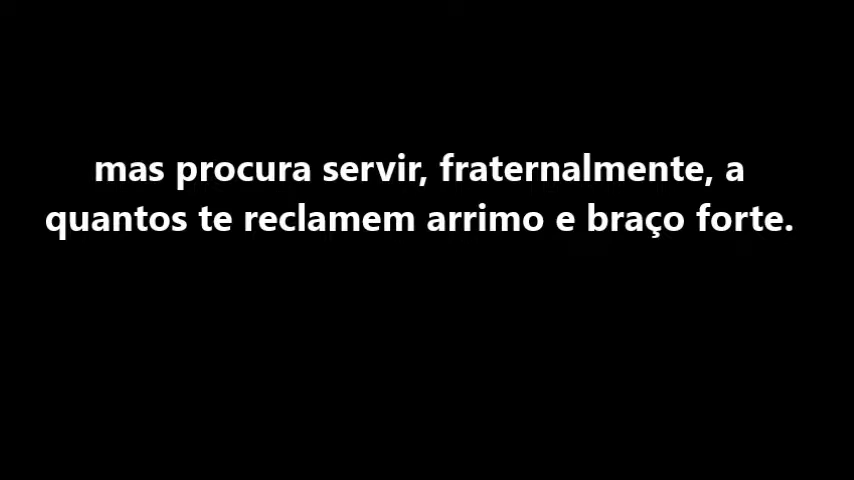 mas procura servir, fraternalmente, a
quantos te reclamem arrimo e braço forte.